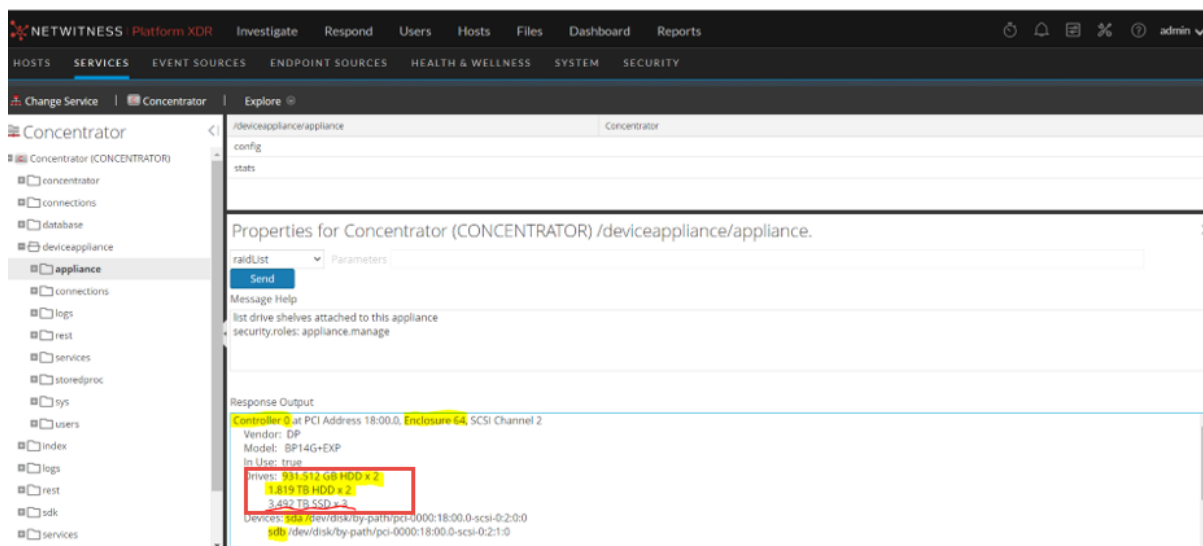 NETWITNESS Platform XDR Investigate Respond Users Hosts Files Dashboard Reports admin
HOSTS SERVICES EVENT SOURCES ENDPOINT SOURCES HEALTH & WELLNESS SYSTEM SECURITY
Change Service | Concentrator | Explore
Concentrator
Concentrator (CONCENTRATOR)
concentrator
connections
database
deviceappliance
appliance
connections
logs
rest
services
storedproc
sys
users
index
logs
rest
sdk
services
/deviceappliance/appliance Concentrator
config
stats
Properties for Concentrator (CONCENTRATOR) /deviceappliance/appliance.
raidList Parameters
Send
Message Help
list drive shelves attached to this appliance
security.roles: appliance.manage
Response Output
Controller 0 at PCI Address 18:00.0, Enclosure 64, SCSI Channel 2
Vendor: DP
Model: BP14G+EXP
In Use: true
Drives: 931.512 GB HDD x 2
1.819 TB HDD x 2
3.492 TB SSD x 3
Devices: sda /dev/disk/by-path/pci-0000:18:00.0-scsi-0:2:0:0
sdb /dev/disk/by-path/pci-0000:18:00.0-scsi-0:2:1:0